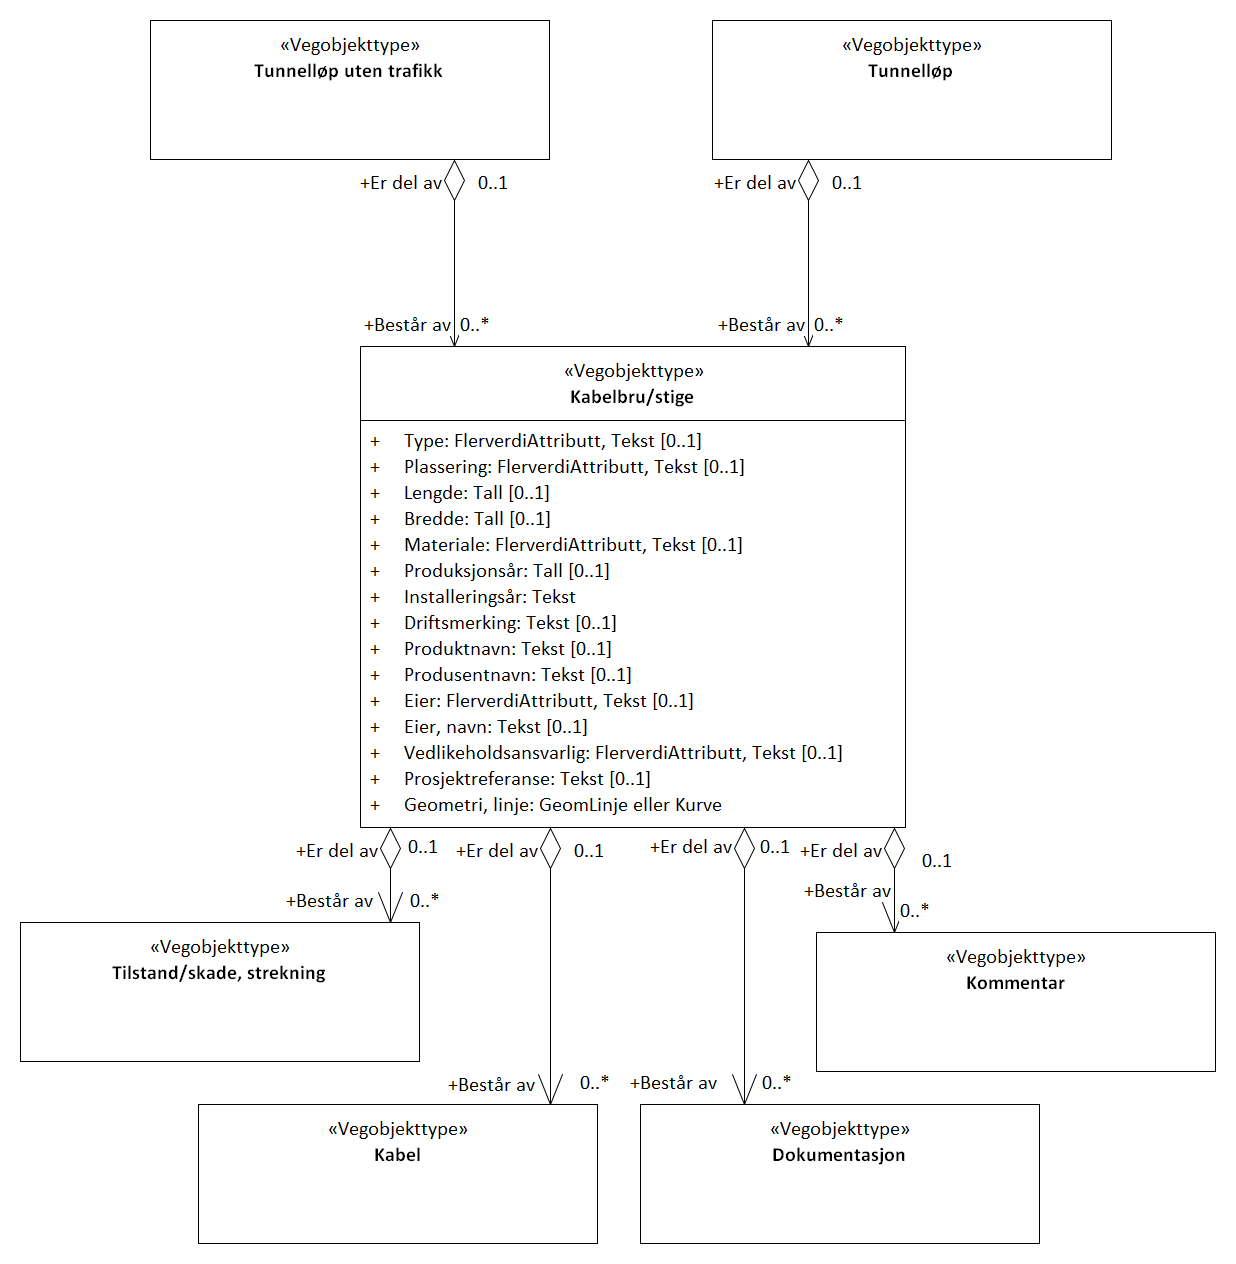 «Vegobjekttype»
Tunnelløp uten trafikk
«Vegobjekttype»
Tunnelløp
+Er del av 0..1
+Er del av 0..1
+Består av 0..*
+Består av 0..*
«Vegobjekttype»
Kabelbru/stige
+ Type: FlerverdiAttributt, Tekst [0..1]
+ Plassering: FlerverdiAttributt, Tekst [0..1]
+ Lengde: Tall [0..1]
+ Bredde: Tall [0..1]
+ Materiale: FlerverdiAttributt, Tekst [0..1]
+ Produksjonsår: Tall [0..1]
+ Installeringsår: Tekst
+ Driftsmerking: Tekst [0..1]
+ Produktnavn: Tekst [0..1]
+ Produsentnavn: Tekst [0..1]
+ Eier: FlerverdiAttributt, Tekst [0..1]
+ Eier, navn: Tekst [0..1]
+ Vedlikeholdsansvarlig: FlerverdiAttributt, Tekst [0..1]
+ Prosjektreferanse: Tekst [0..1]
+ Geometri, linje: GeomLinje eller Kurve
+Er del av 0..1
+Er del av 0..1
+Er del av 0..1
+Er del av 0..1
+Består av 0..*
+Består av 0..*
«Vegobjekttype»
Tilstand/skade, strekning
«Vegobjekttype»
Kommentar
+Består av 0..*
+Består av 0..*
«Vegobjekttype»
Kabel
«Vegobjekttype»
Dokumentasjon